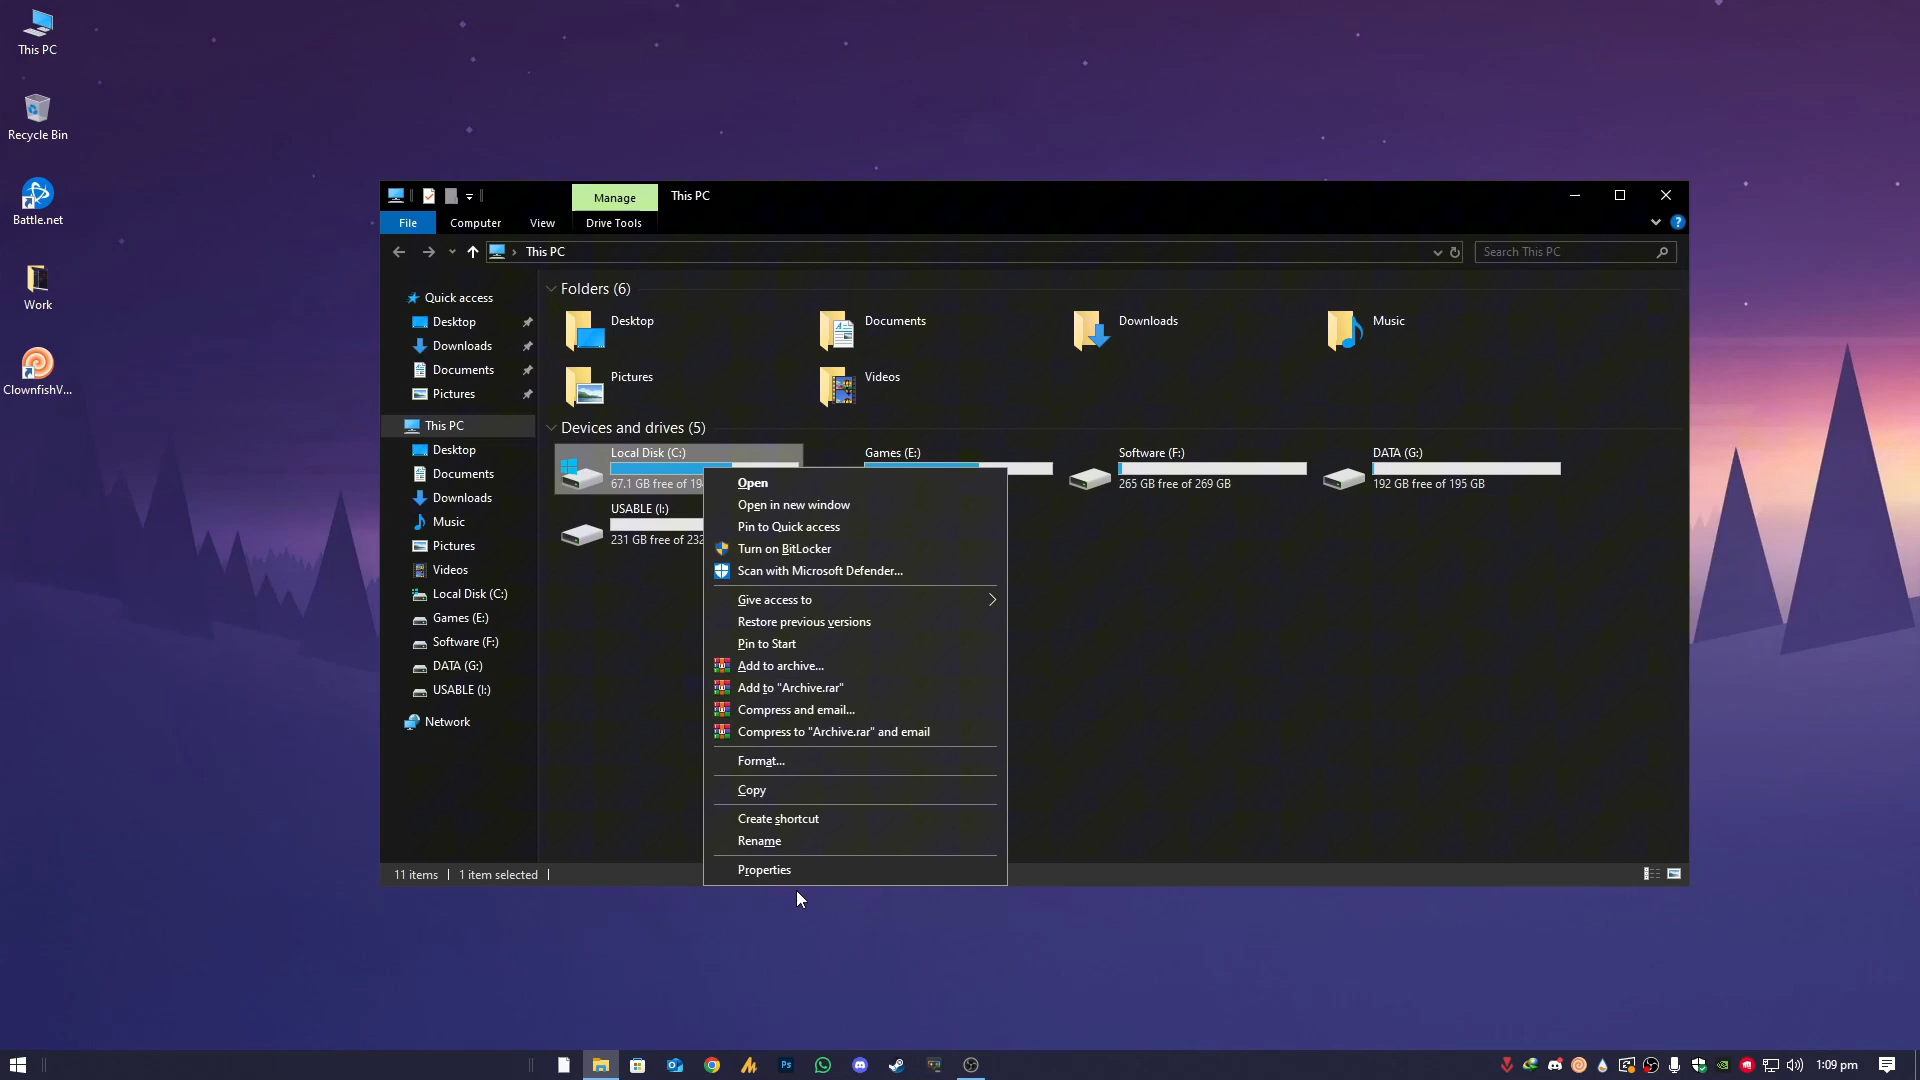 This PC
Recycle Bin
Battle.net
Work
ClownfishV...
Manage
This PC
File
Computer
View
Drive Tools
This PC
Search This PC
Quick access
Desktop
Downloads
Documents
Pictures
This PC
Desktop
Documents
Downloads
Music
Pictures
Videos
Local Disk (C:)
Games (E:)
Software (F:)
DATA (G:)
USABLE (I:)
Network
Folders (6)
Desktop
Documents
Downloads
Music
Pictures
Videos
Devices and drives (5)
Local Disk (C:)
67.1 GB free of 19
Games (E:)
Software (F:)
265 GB free of 269 GB
DATA (G:)
192 GB free of 195 GB
USABLE (I:)
231 GB free of 232
Open
Open in new window
Pin to Quick access
Turn on BitLocker
Scan with Microsoft Defender...
Give access to
Restore previous versions
Pin to Start
Add to archive...
Add to "Archive.rar"
Compress and email...
Compress to "Archive.rar" and email
Format...
Copy
Create shortcut
Rename
Properties
11 items
1 item selected
Ps
1:09 pm